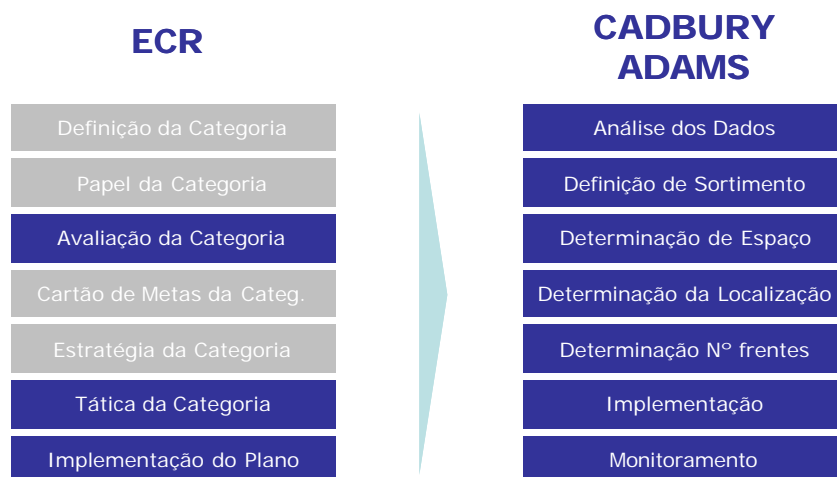 ECR
Definição da Categoria
Papel da Categoria
Avaliação da Categoria
Cartão de Metas da Categ.
Estratégia da Categoria
Tática da Categoria
Implementação do Plano
CADBURY
ADAMS
Análise dos Dados
Definição de Sortimento
Determinação de Espaço
Determinação da Localização
Determinação Nº frentes
Implementação
Monitoramento